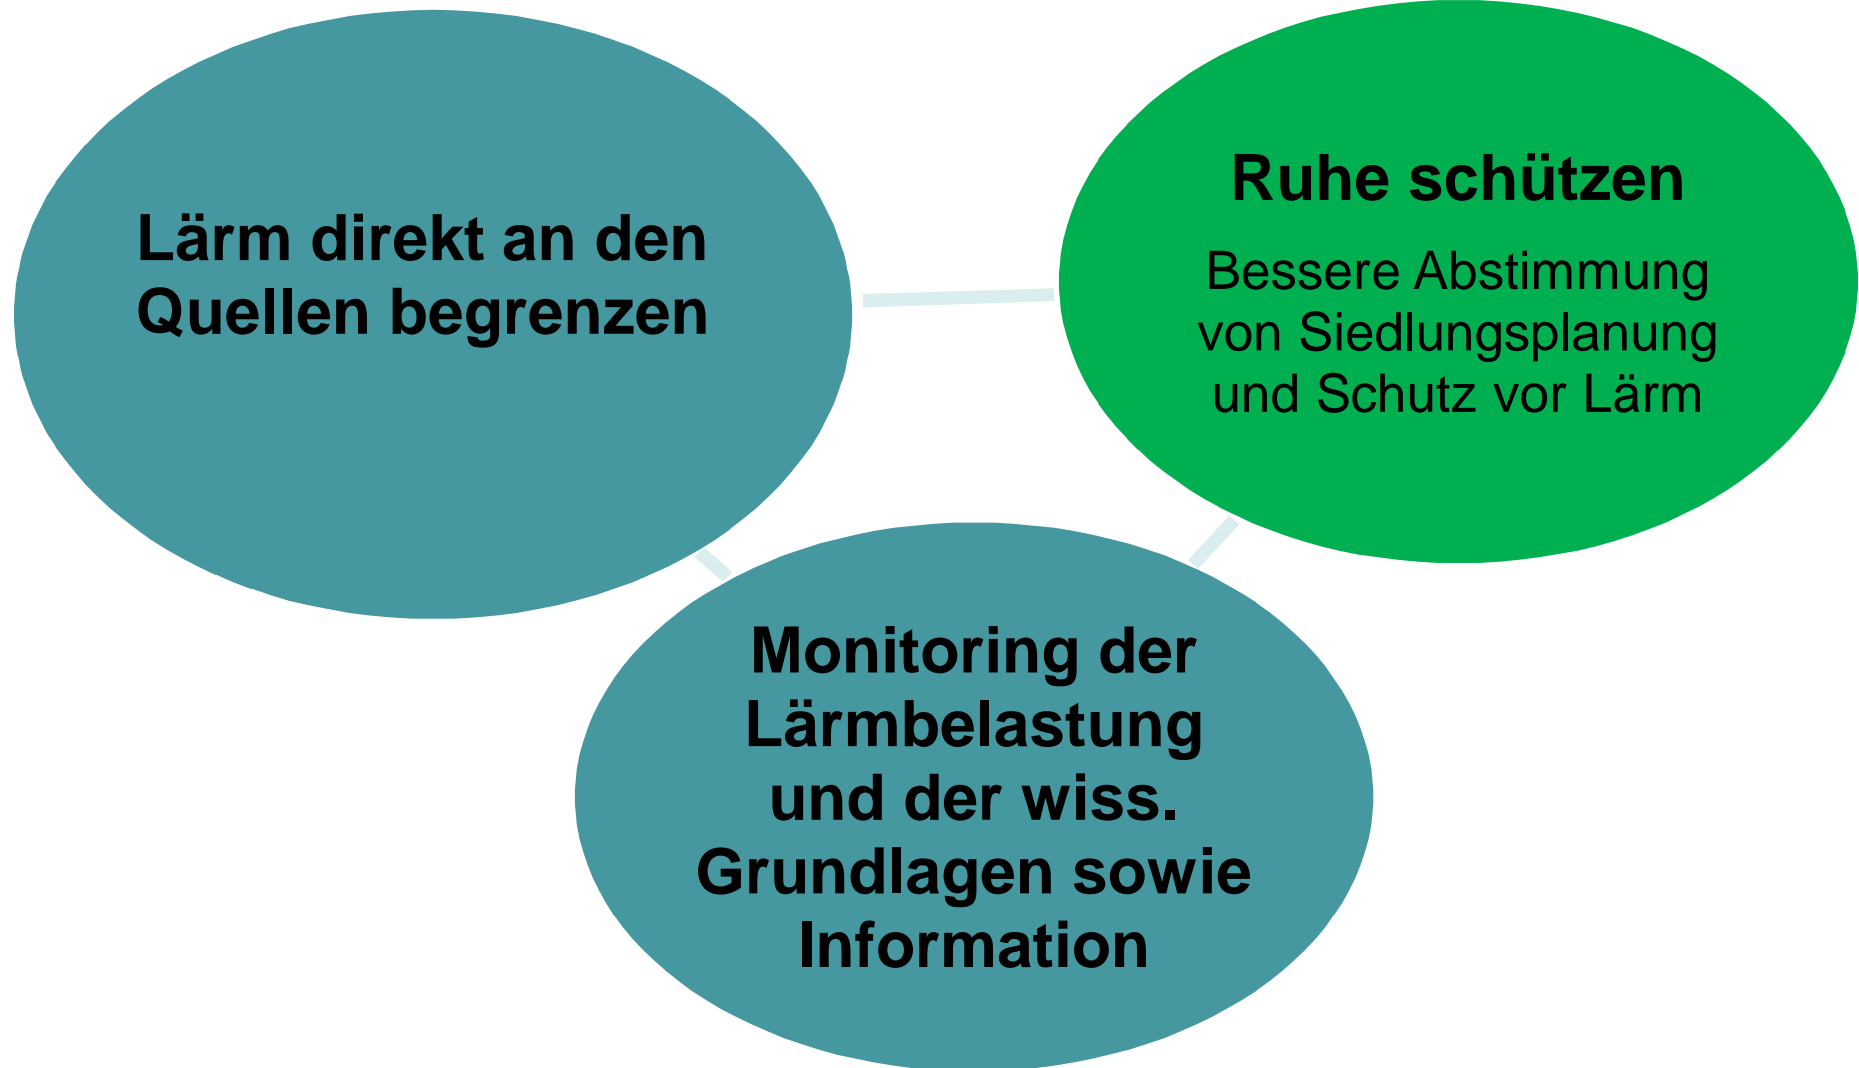 Lärm direkt an den
Quellen begrenzen
Ruhe schützen
Bessere Abstimmung
von Siedlungsplanung
und Schutz vor Lärm
Monitoring der
Lärmbelastung
und der wiss.
Grundlagen sowie
Information